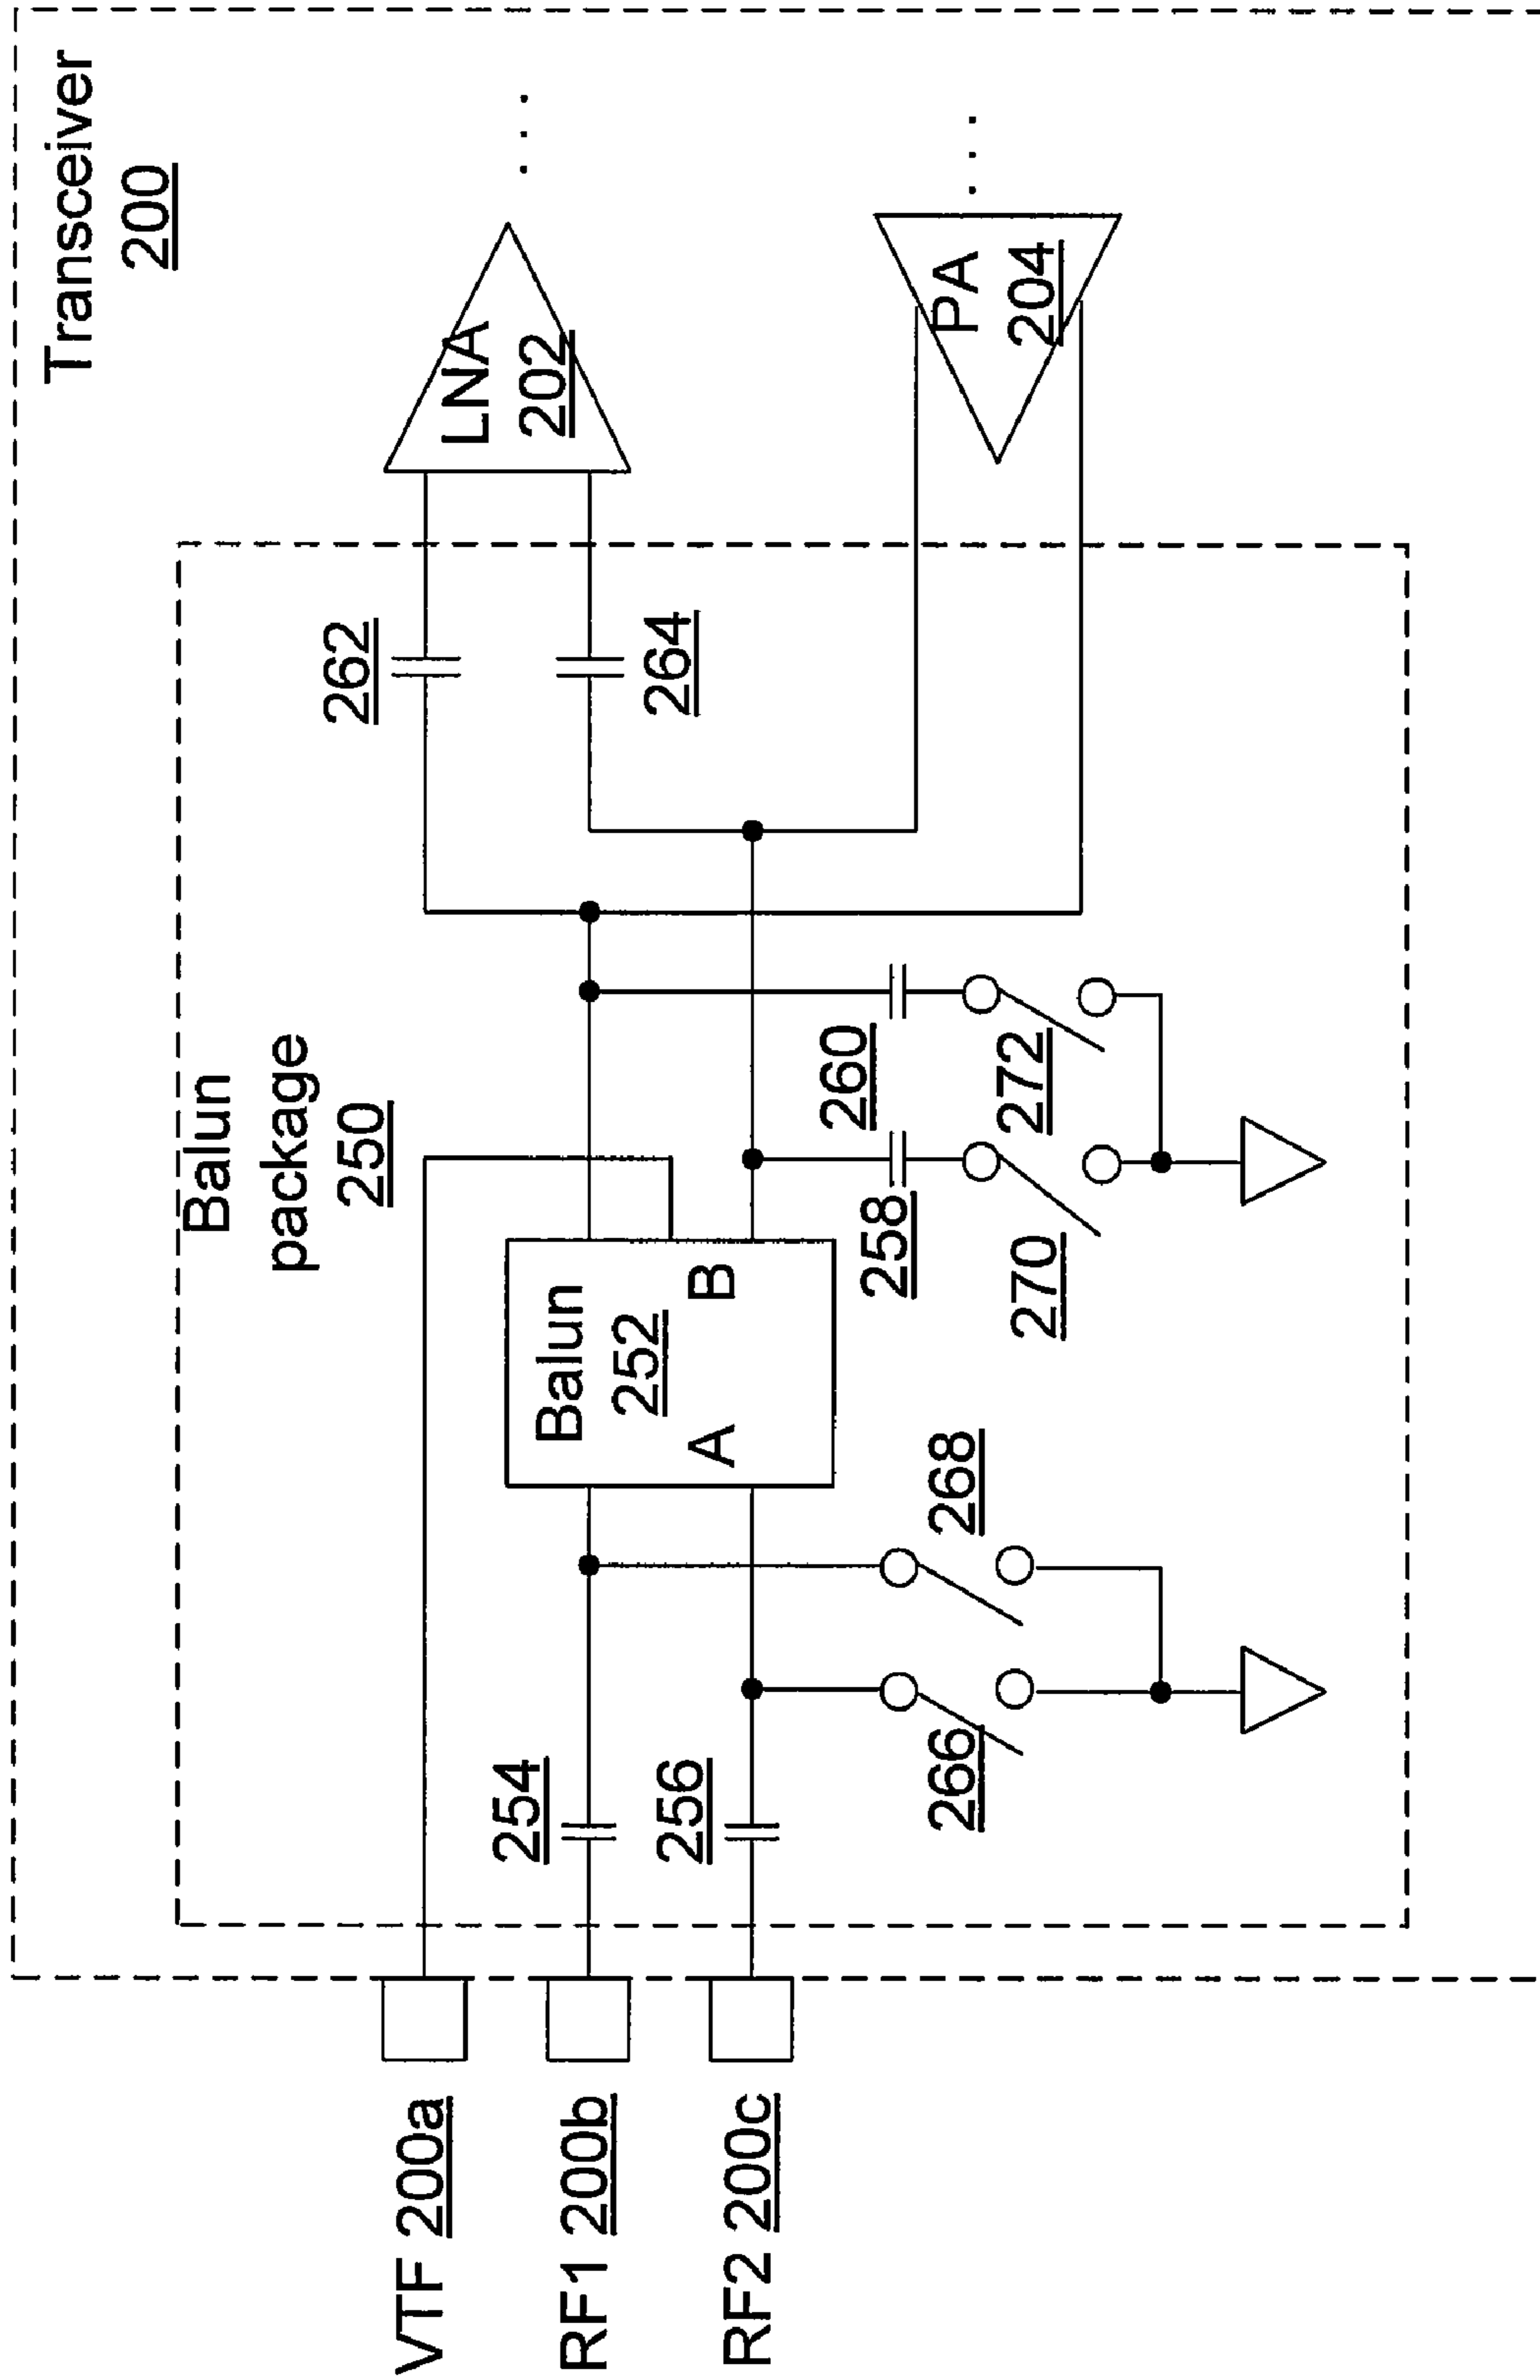 Transceiver
200
Balun
package
250
262
LNA
202
264
PA
204
VTF 200a
RF1 200b
RF2 200c
254
256
Balun
252
A
B
266
268
258
260
270
272